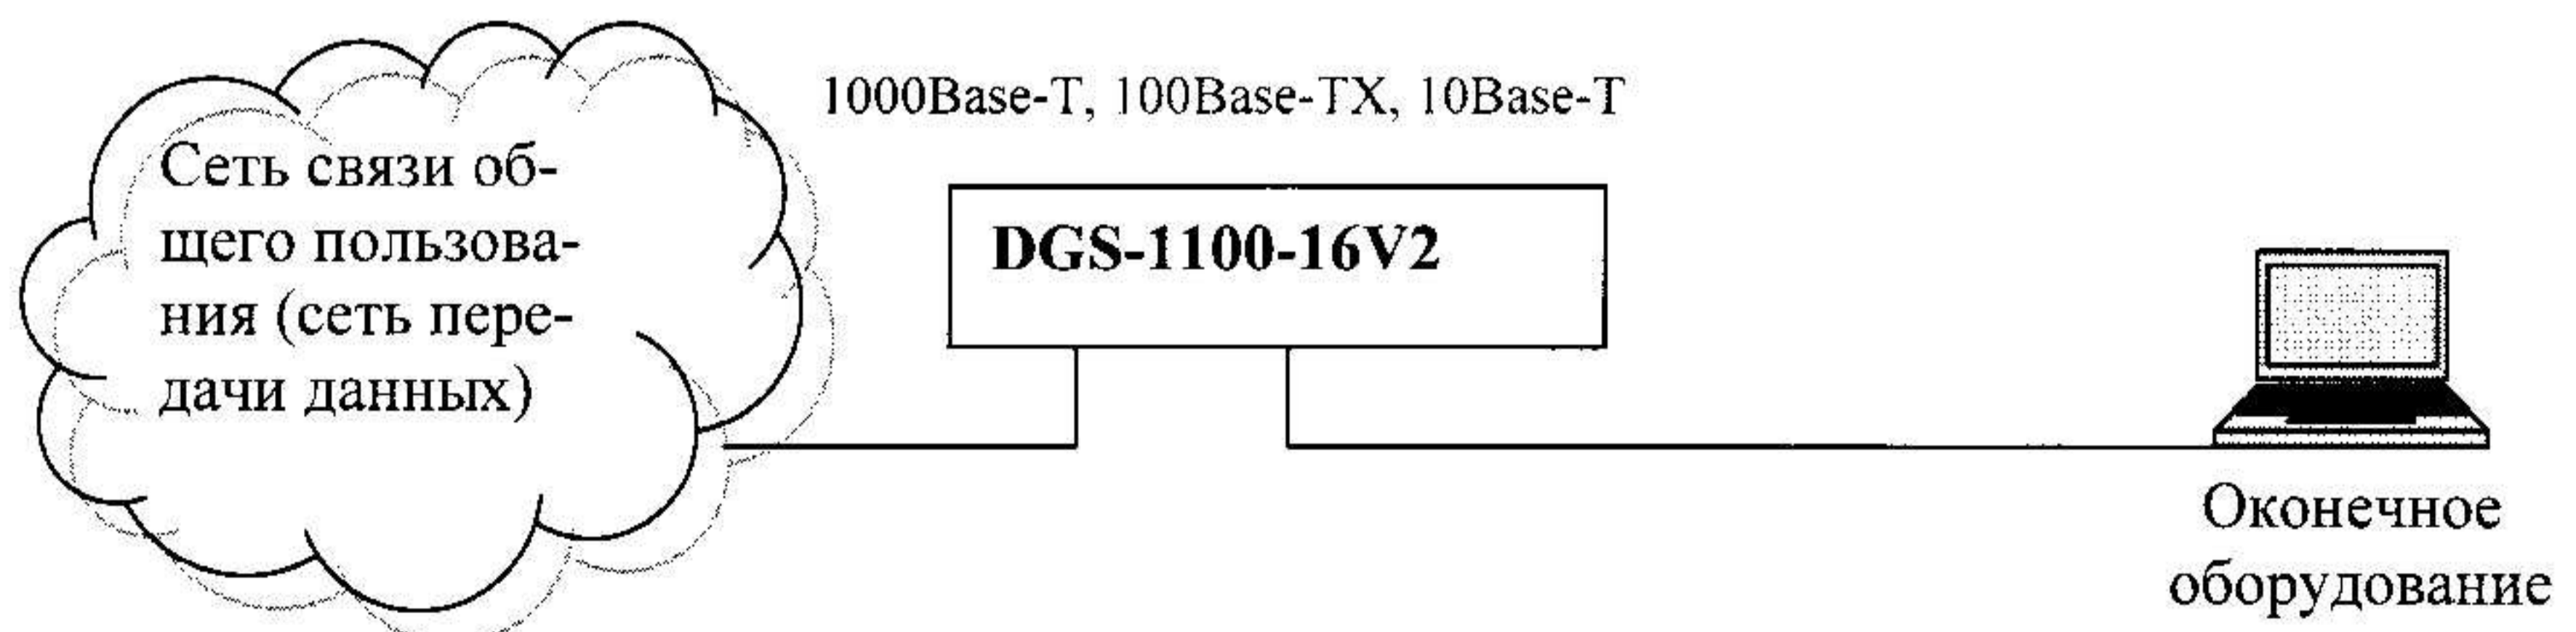 Сеть связи об-
щего пользова-
ния (сеть пере-
дачи данных)
1000Base-T, 100Base-TX, 10Base-T
DGS-1100-16V2
Оконечное
оборудование